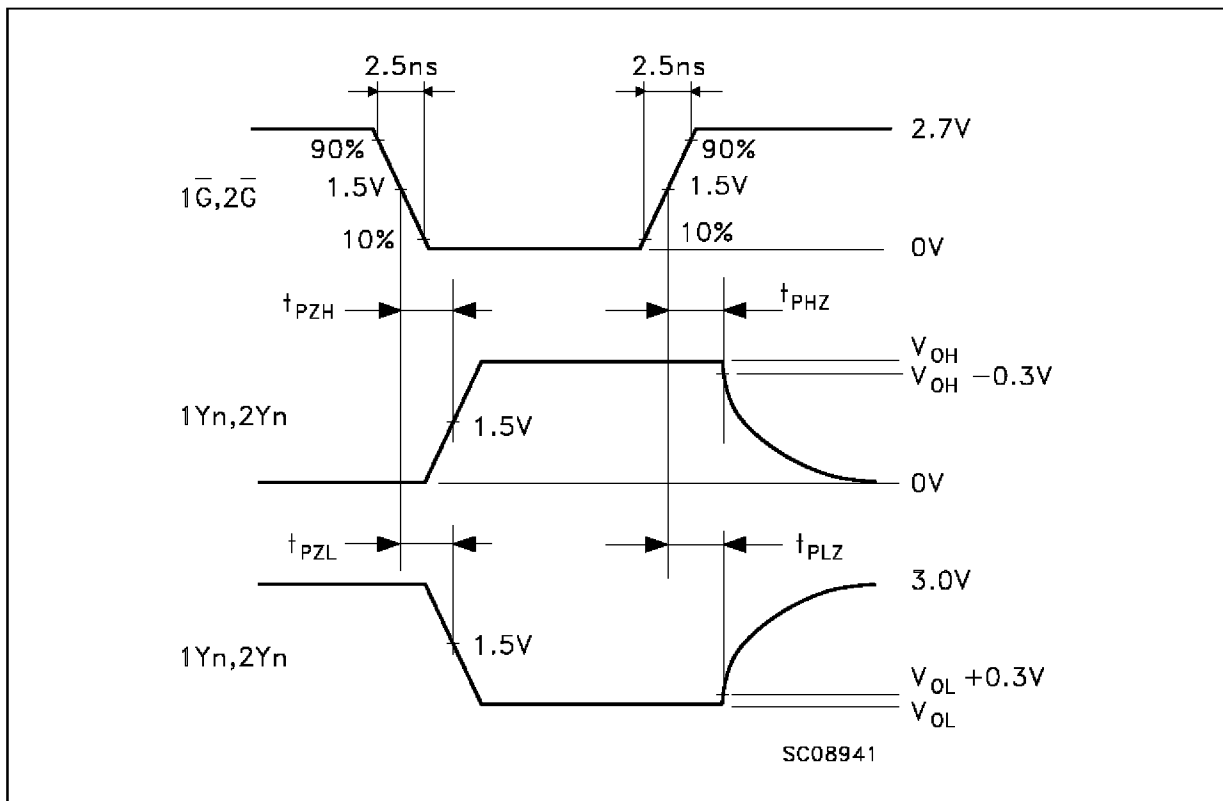 2.5ns 2.5ns
2.7V
90% 90%
1G̅,2G̅ 1.5V 1.5V
10% 10%
0V
tPZH tPHZ
VOH
VOH −0.3V
1Yn,2Yn 1.5V
0V
tPZL tPLZ
3.0V
1Yn,2Yn 1.5V
VOL +0.3V
VOL
SC08941